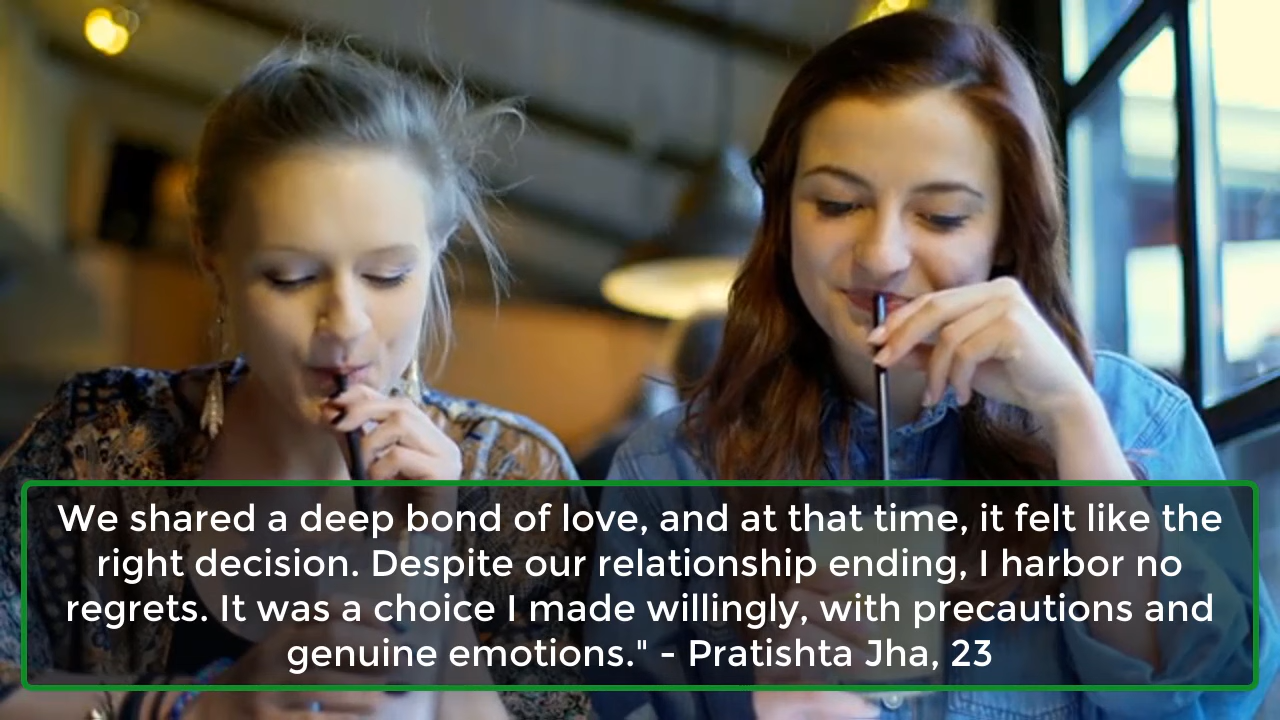 We shared a deep bond of love, and at that time, it felt like the
right decision. Despite our relationship ending, I harbor no
regrets. It was a choice I made willingly, with precautions and
genuine emotions." - Pratishta Jha, 23